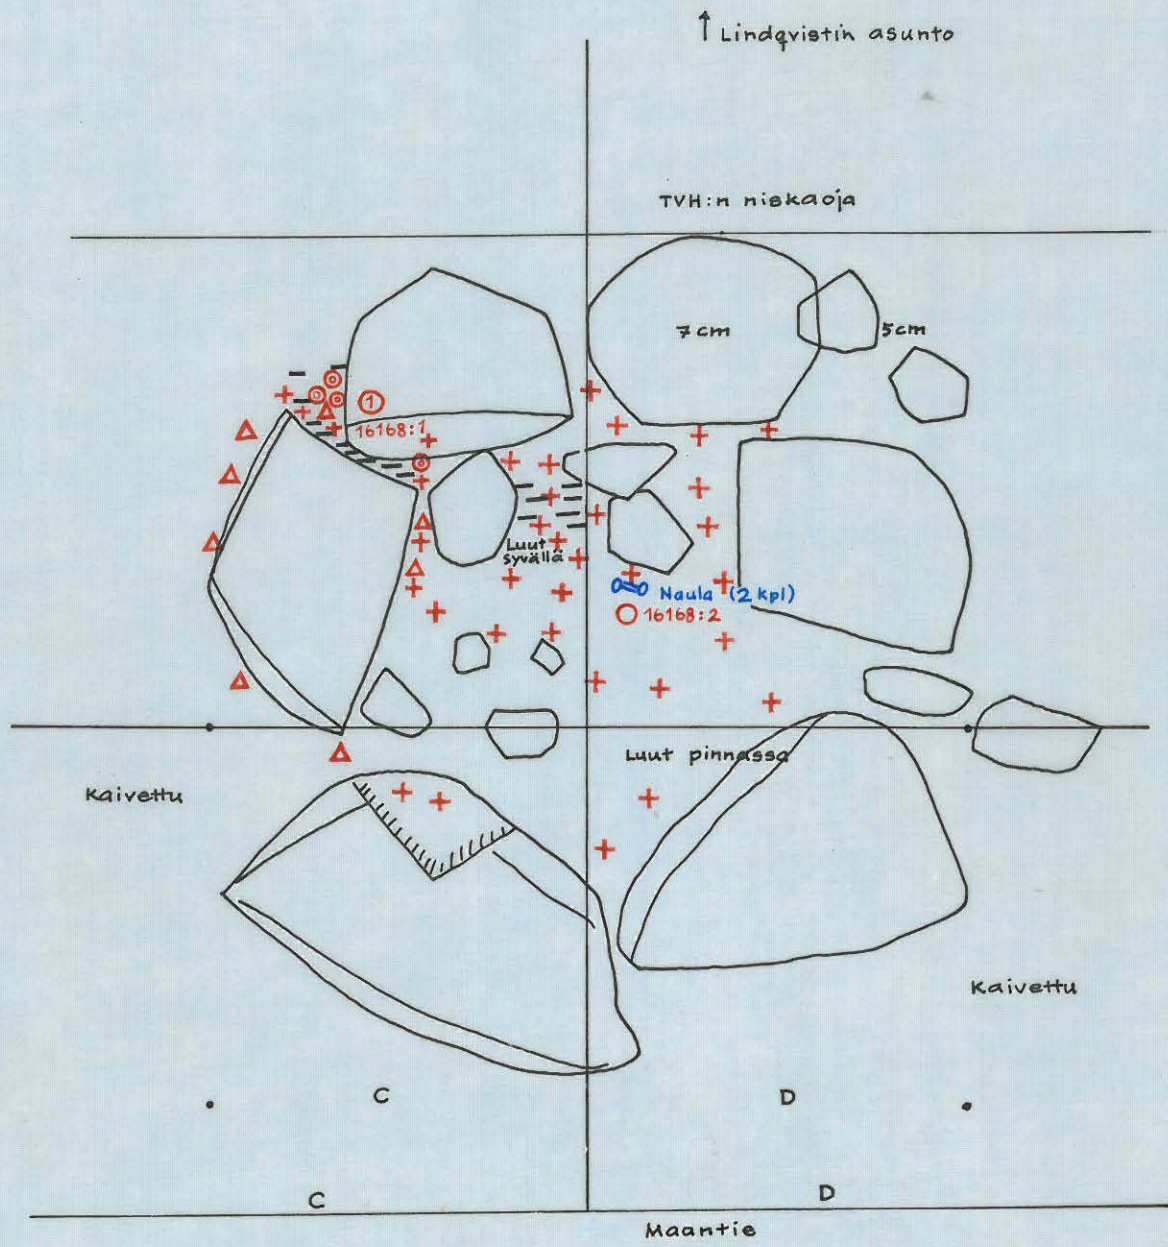 ↑ Lindqvistin asunto
TVH:n niskaoja
7 cm
5cm
1
16168:1
Luut
syvällä
Naula (2 kpl)
16168:2
Luut pinnassa
Kaivettu
Kaivettu
C
D
C
D
Maantie